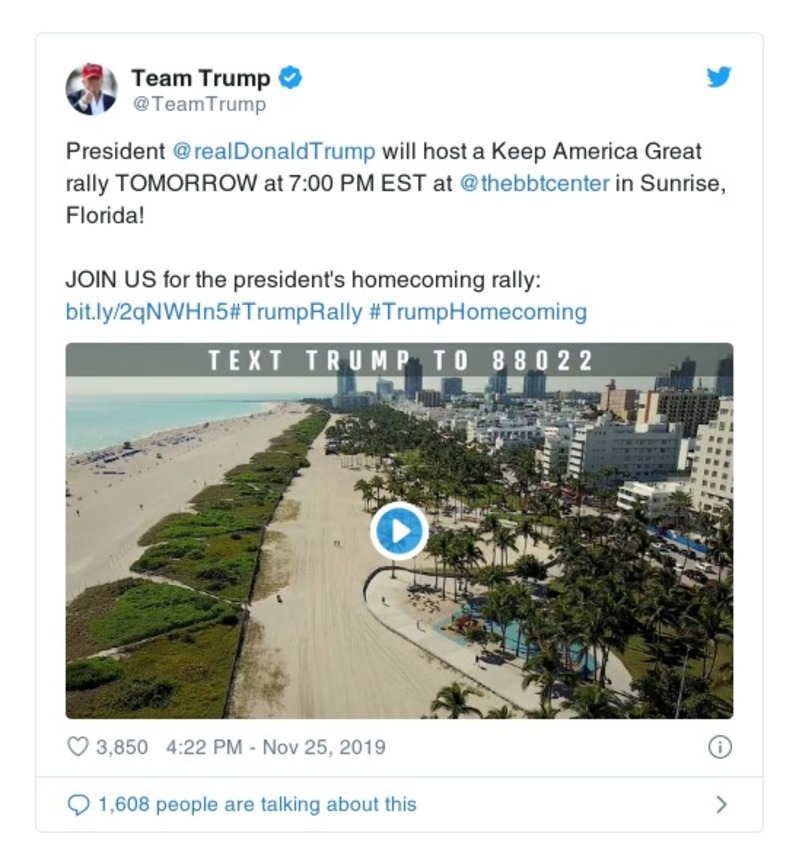 Team Trump
@TeamTrump
President @realDonaldTrump will host a Keep America Great
rally TOMORROW at 7:00 PM EST at @thebbtcenter in Sunrise,
Florida!
JOIN US for the president's homecoming rally:
bit.ly/2qNWHn5#TrumpRally #TrumpHomecoming
TEXT TRUMP TO 88022
3,850 4:22 PM - Nov 25, 2019
1,608 people are talking about this